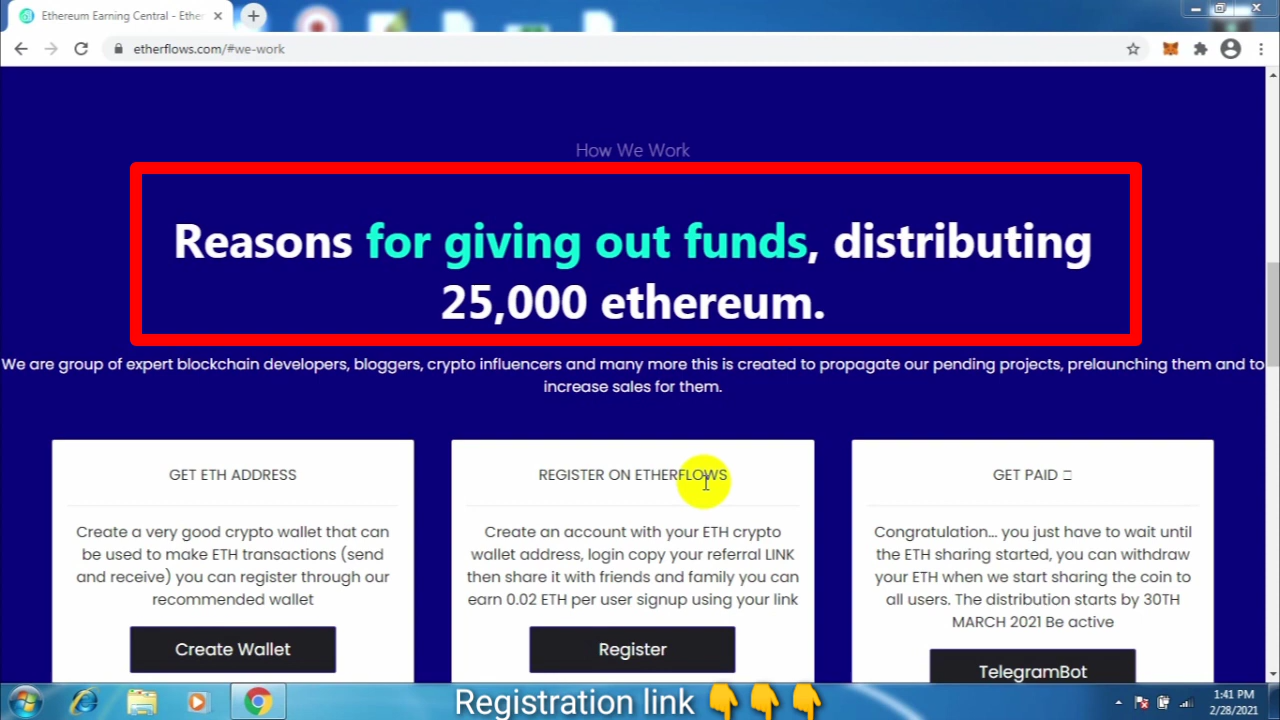 Ethereum Earning Central - Ether
etherflows.com/#we-work
How We Work
Reasons for giving out funds, distributing
25,000 ethereum.
We are group of expert blockchain developers, bloggers, crypto influencers and many more this is created to propagate our pending projects, prelaunching them and to
increase sales for them.
GET ETH ADDRESS
Create a very good crypto wallet that can
be used to make ETH transactions (send
and receive) you can register through our
recommended wallet
Create Wallet
REGISTER ON ETHERFLOWS
Create an account with your ETH crypto
wallet address, login copy your referral LINK
then share it with friends and family you can
earn 0.02 ETH per user signup using your link
Register
GET PAID
Congratulation... you just have to wait until
the ETH sharing started, you can withdraw
your ETH when we start sharing the coin to
all users. The distribution starts by 30TH
MARCH 2021 Be active
TelegramBot
Registration link 👇👇👇
1:41 PM
2/28/2021